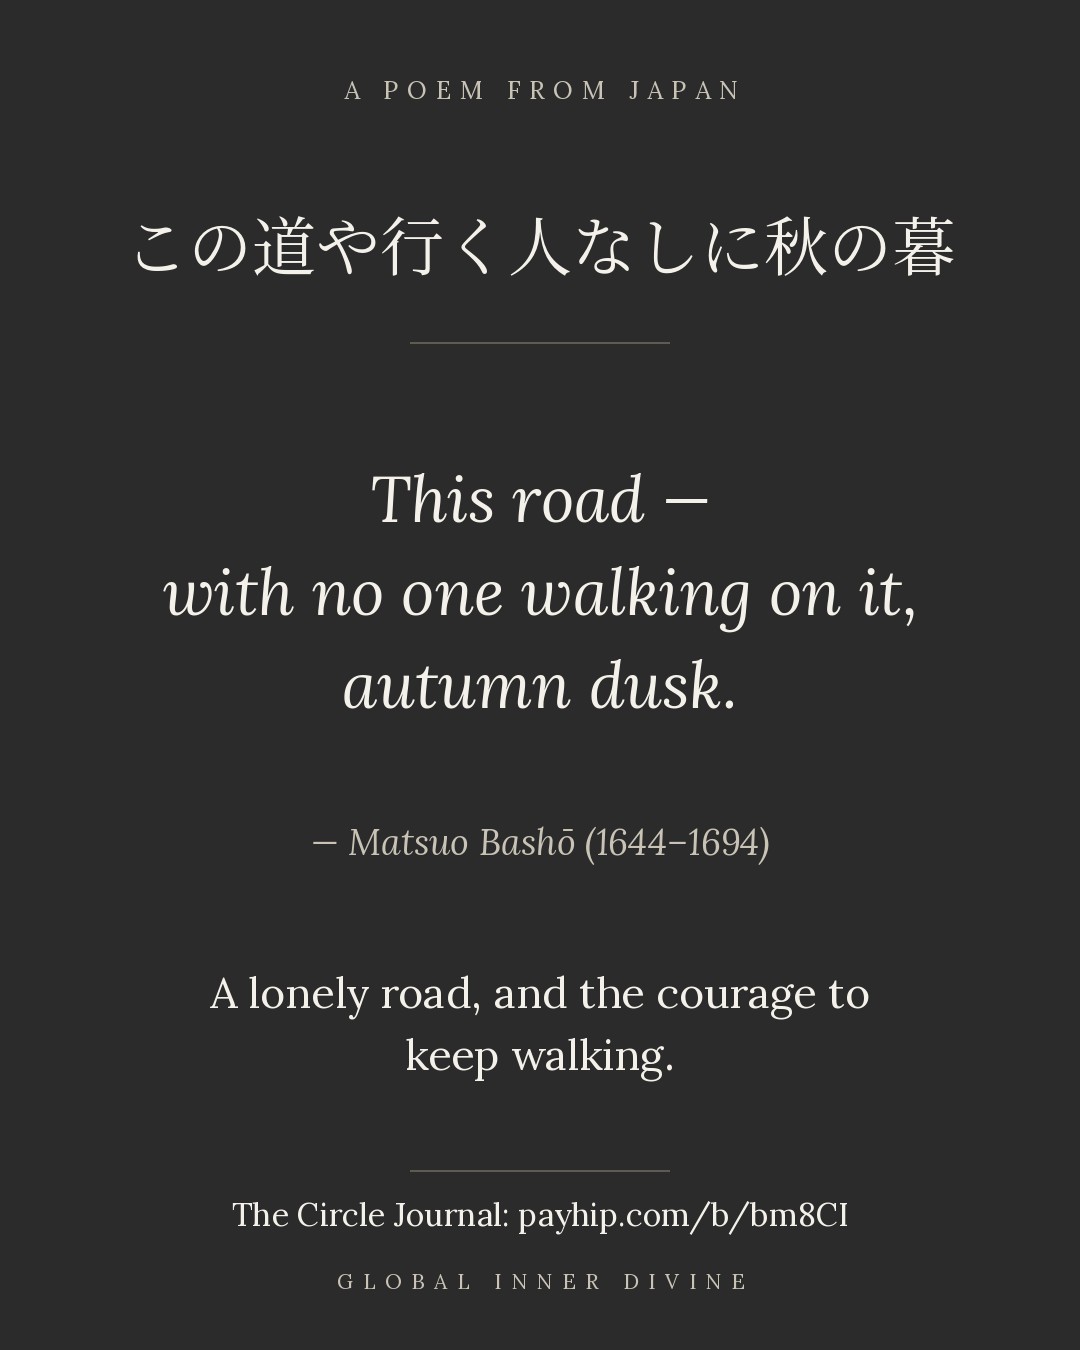 A POEM FROM JAPAN
この道や行く人なしに秋の暮
This road —
with no one walking on it,
autumn dusk.
— Matsuo Bashō (1644–1694)
A lonely road, and the courage to
keep walking.
The Circle Journal: payhip.com/b/bm8CI
GLOBAL INNER DIVINE